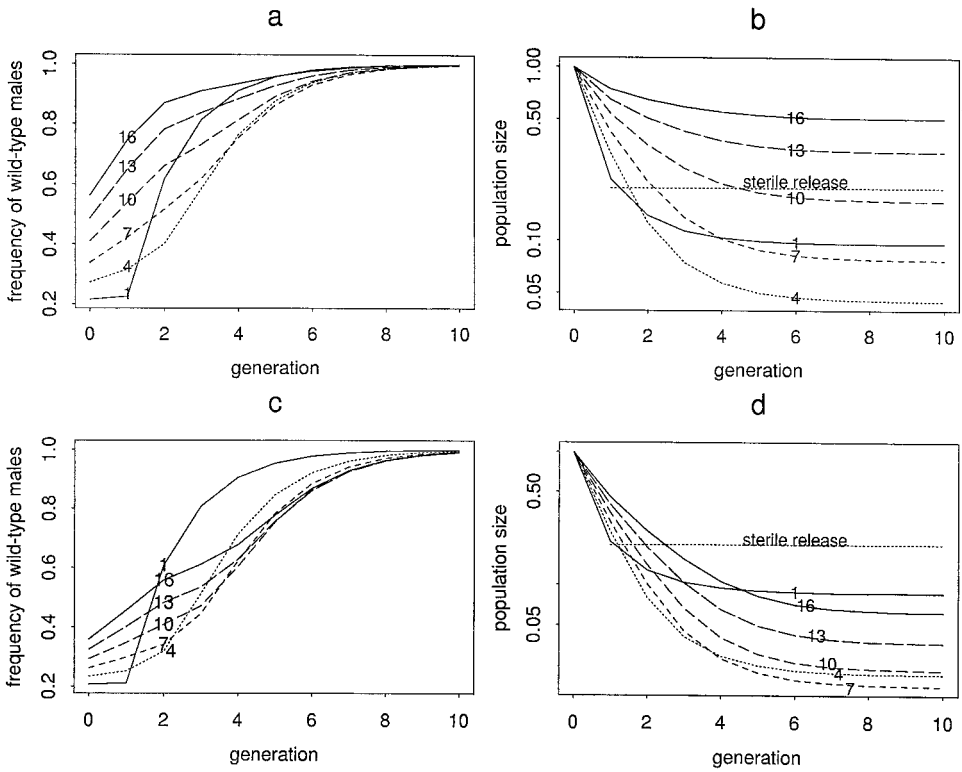 a
frequency of wild-type males
1.0
0.8
0.6
0.4
0.2
16
13
10
7
4
1
0 2 4 6 8 10
generation
b
population size
1.00
0.50
0.10
0.05
16
13
sterile release
10
1
7
4
0 2 4 6 8 10
generation
c
frequency of wild-type males
1.0
0.8
0.6
0.4
0.2
1
16
13
10
7
4
0 2 4 6 8 10
generation
d
population size
0.50
0.05
sterile release
1
16
13
10
4
7
0 2 4 6 8 10
generation